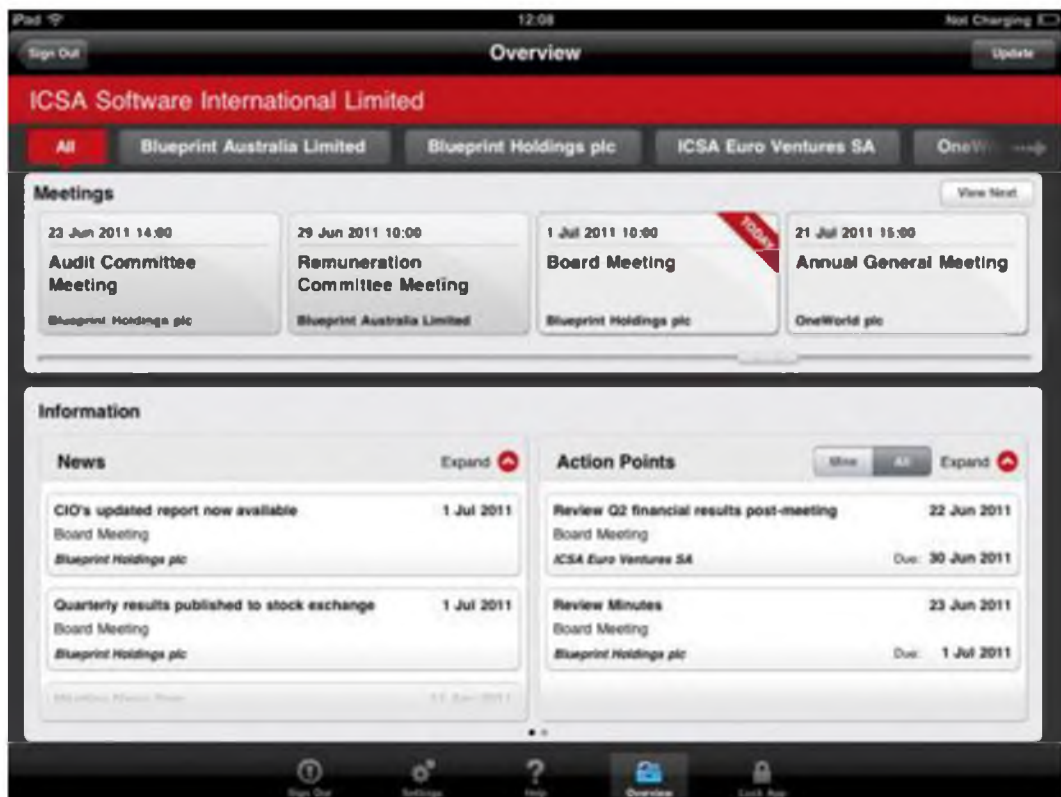 iPad 12:08 Not Charging
Sign Out Overview Update
ICSA Software International Limited
All Blueprint Australia Limited Blueprint Holdings plc ICSA Euro Ventures SA
Meetings View Next
23 Jun 2011 14:00
Audit Committee
Meeting
Blueprint Holdings plc
29 Jun 2011 10:00
Remuneration
Committee Meeting
Blueprint Australia Limited
1 Jul 2011 10:00
TODAY
Board Meeting
Blueprint Holdings plc
21 Jul 2011 15:00
Annual General Meeting
OneWorld plc
Information
News Expand
CIO's updated report now available 1 Jul 2011
Board Meeting
Blueprint Holdings plc
Quarterly results published to stock exchange 1 Jul 2011
Board Meeting
Blueprint Holdings plc
Action Points Mine All Expand
Review Q2 financial results post-meeting 22 Jun 2011
Board Meeting
ICSA Euro Ventures SA Due: 30 Jun 2011
Review Minutes 23 Jun 2011
Board Meeting
Blueprint Holdings plc Due: 1 Jul 2011
Sign Out Settings Help Overview Lock App